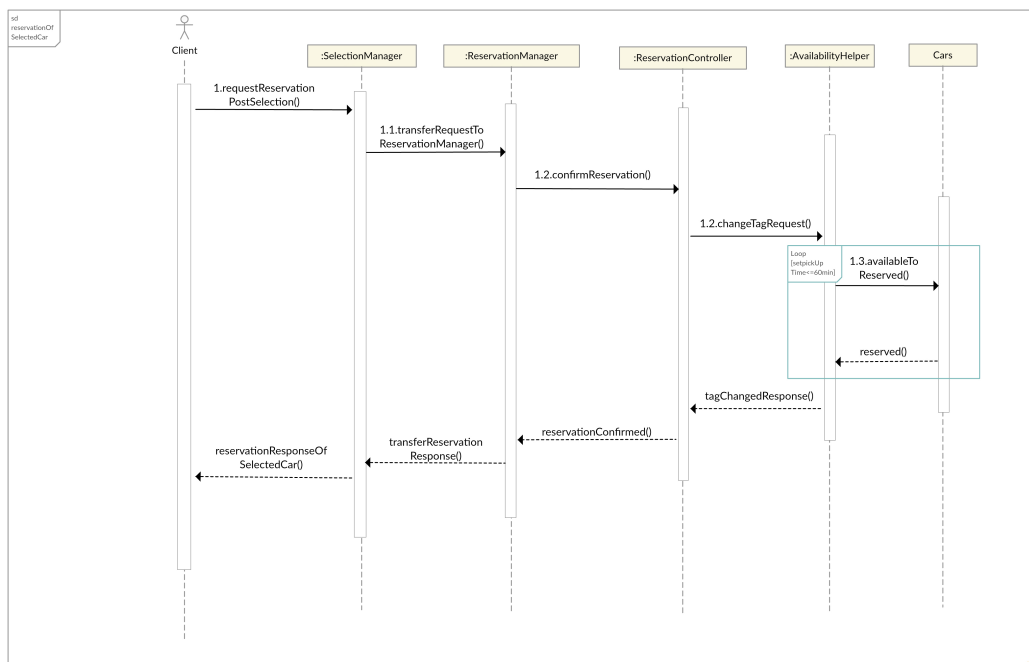 sd
reservationOf
SelectedCar
Client
:SelectionManager
:ReservationManager
:ReservationController
:AvailabilityHelper
Cars
1.requestReservation
PostSelection()
1.1.transferRequestTo
ReservationManager()
1.2.confirmReservation()
1.2.changeTagRequest()
Loop
[setpickUp
Time<=60min]
1.3.availableTo
Reserved()
reserved()
tagChangedResponse()
reservationConfirmed()
transferReservation
Response()
reservationResponseOf
SelectedCar()